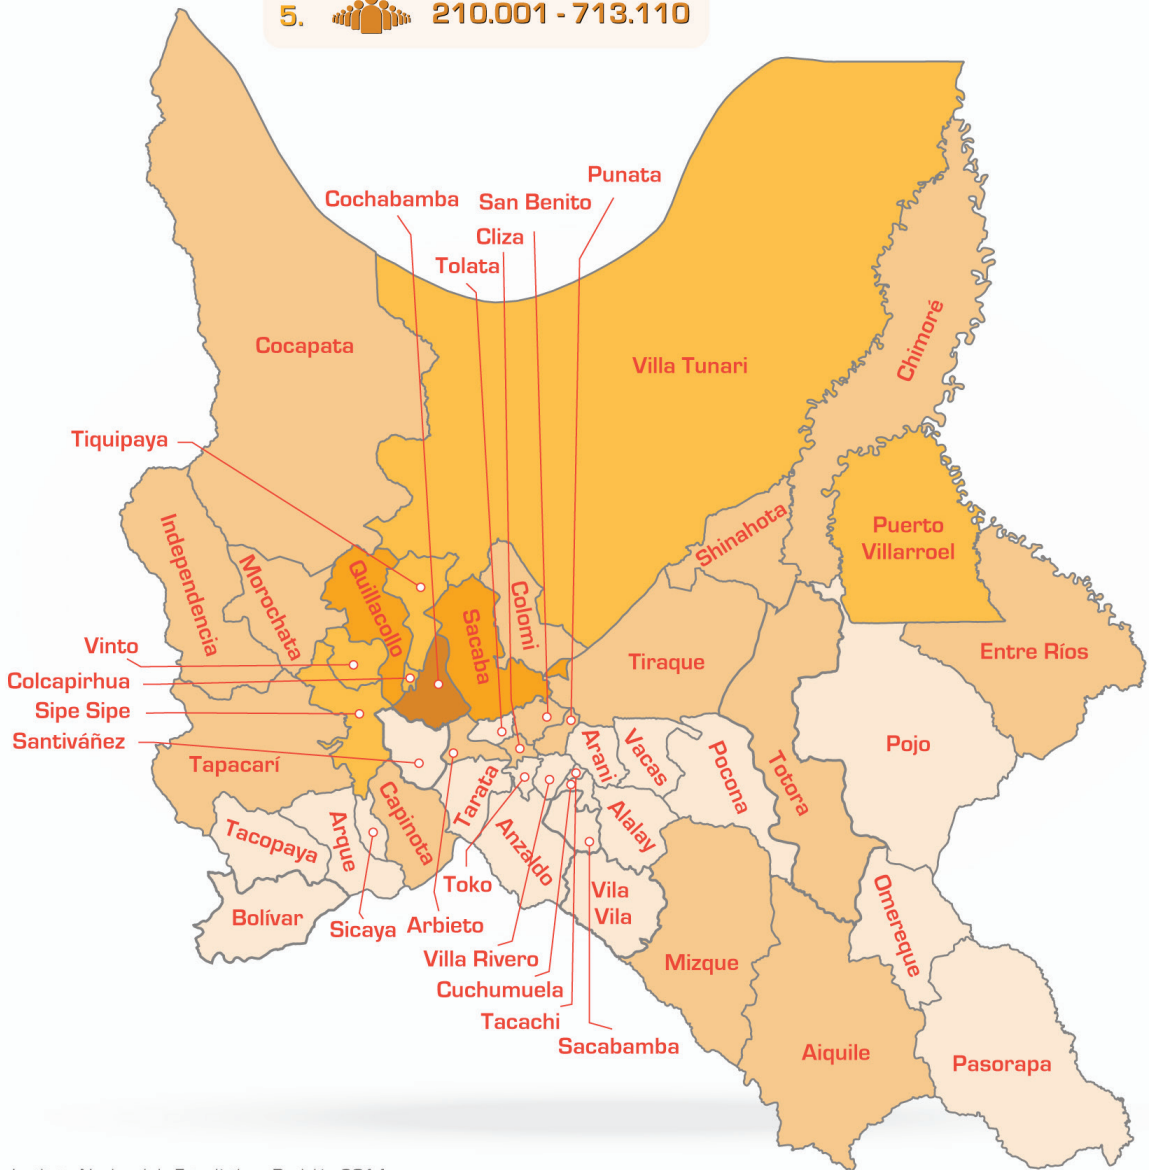 5. 210.001 - 713.110
Punata
Cochabamba
San Benito
Cliza
Tolata
Cocapata
Villa Tunari
Chimoré
Tiquipaya
Independencia
Morochata
Quillacollo
Sacaba
Colomi
Shinahota
Puerto
Villarroel
Vinto
Colcapirhua
Sipe Sipe
Santiváñez
Tiraque
Entre Ríos
Tapacarí
Pojo
Arani
Vacas
Pocona
Totora
Tarata
Capinota
Tacopaya
Arque
Anzaldo
Alalay
Toko
Bolívar
Sicaya
Arbieto
Vila
Vila
Omereque
Villa Rivero
Mizque
Cuchumuela
Tacachi
Sacabamba
Aiquile
Pasorapa